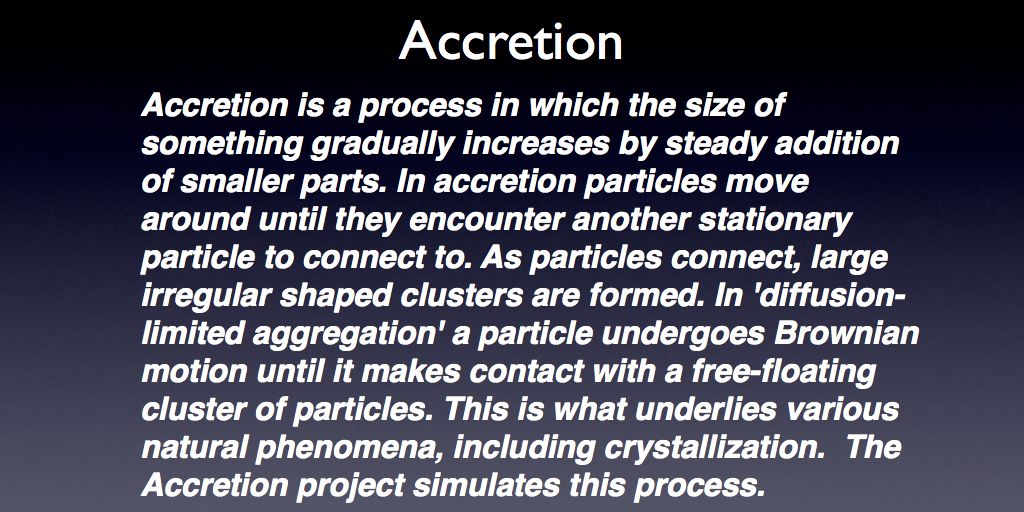 Accretion
Accretion is a process in which the size of
something gradually increases by steady addition
of smaller parts. In accretion particles move
around until they encounter another stationary
particle to connect to. As particles connect, large
irregular shaped clusters are formed. In 'diffusion-
limited aggregation' a particle undergoes Brownian
motion until it makes contact with a free-floating
cluster of particles. This is what underlies various
natural phenomena, including crystallization.  The
Accretion project simulates this process.